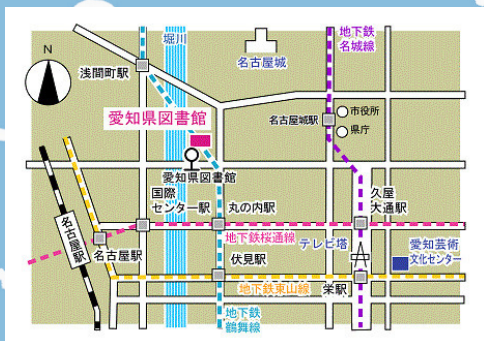 地下鉄
名城線
堀川
名古屋城
N
浅間町駅
市役所
名古屋城駅
県庁
愛知県図書館
愛知県図書館
国際
センター駅
丸の内駅
久屋
大通駅
名古屋駅
名古屋駅
地下鉄桜通線
テレビ塔
愛知芸術
文化センター
伏見駅
地下鉄東山線
栄駅
地下鉄
鶴舞線